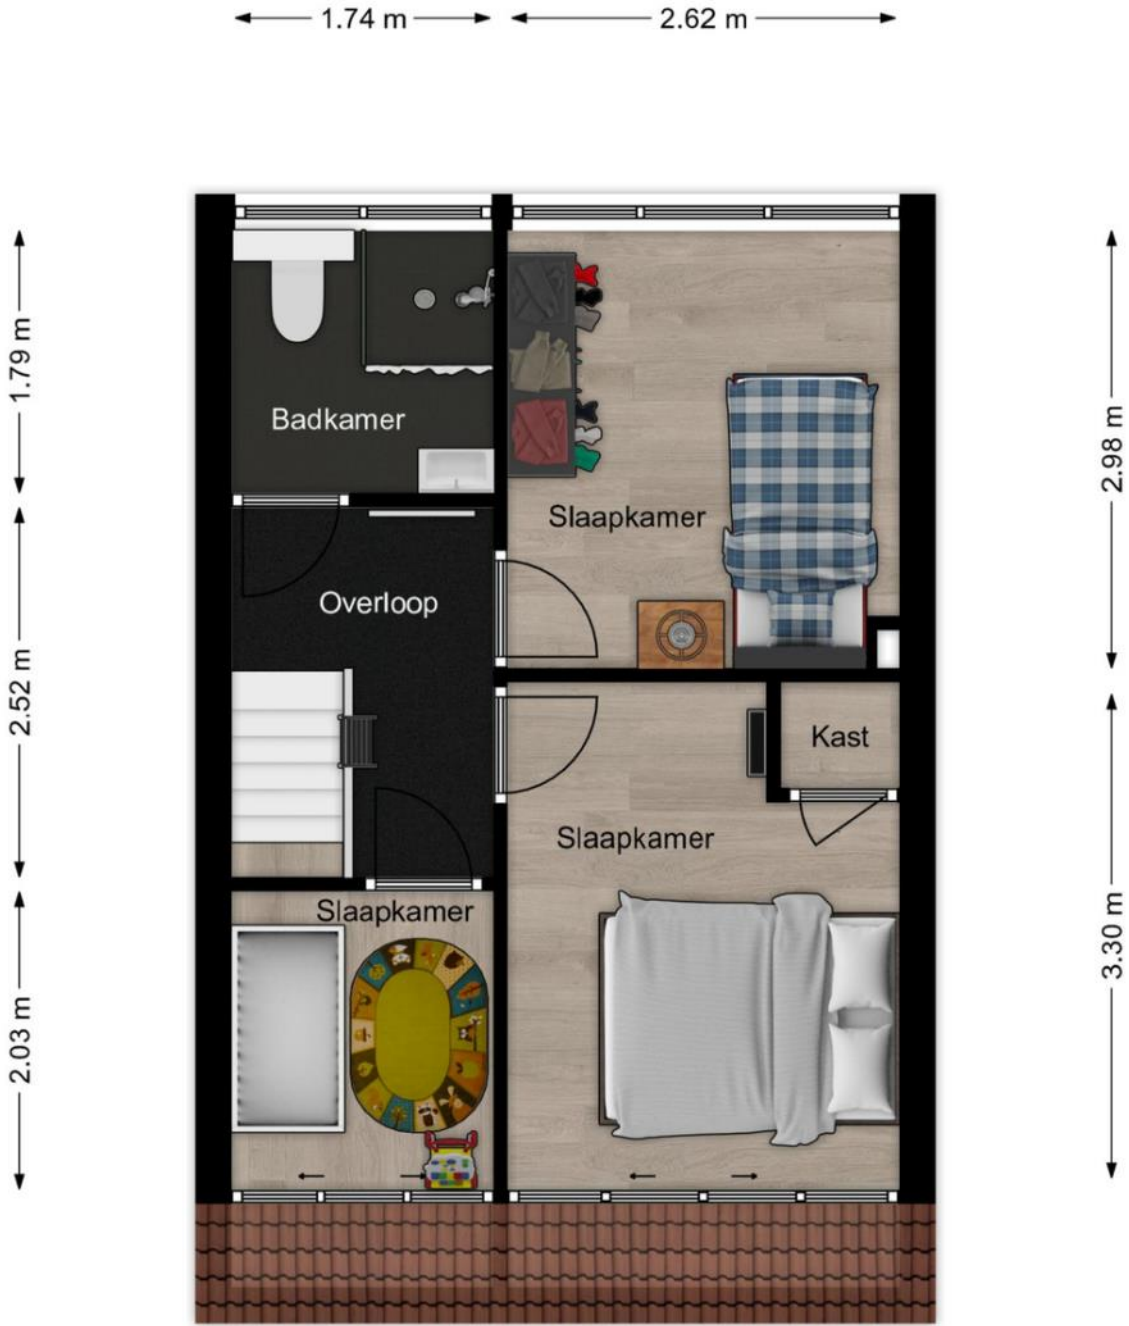 1.74 m
2.62 m
1.79 m
Badkamer
2.98 m
Slaapkamer
Overloop
2.52 m
Kast
Slaapkamer
Slaapkamer
3.30 m
2.03 m